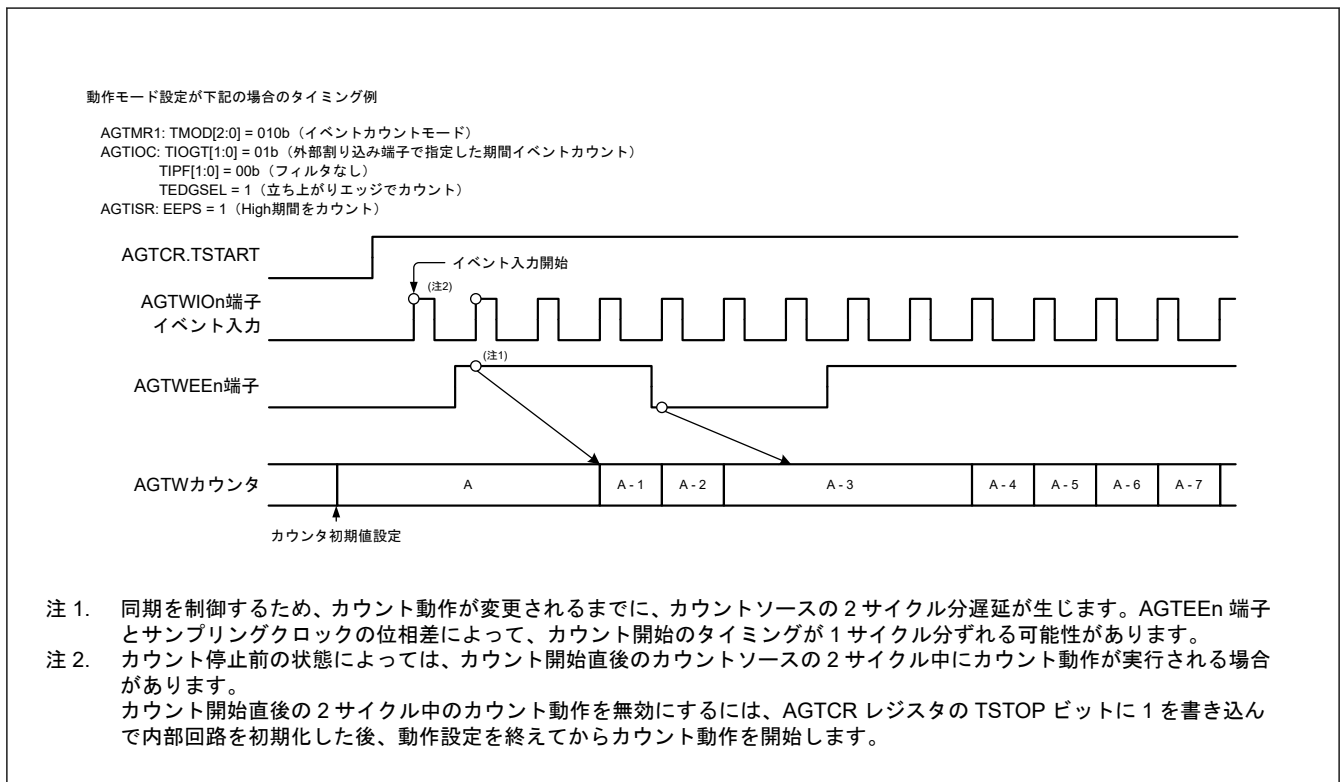 動作モード設定が下記の場合のタイミング例
AGTMR1: TMOD[2:0] = 010b（イベントカウントモード）
AGTIOC: TIOGT[1:0] = 01b（外部割り込み端子で指定した期間イベントカウント）
TIPF[1:0] = 00b（フィルタなし）
TEDGSEL = 1（立ち上がりエッジでカウント）
AGTISR: EEPS = 1（High期間をカウント）
AGTCR.TSTART
イベント入力開始
AGTWIOn端子
イベント入力
(注2)
AGTWEEn端子
(注1)
AGTWカウンタ
A
A - 1
A - 2
A - 3
A - 4
A - 5
A - 6
A - 7
カウンタ初期値設定
注 1. 同期を制御するため、カウント動作が変更されるまでに、カウントソースの 2 サイクル分遅延が生じます。AGTEEn 端子
とサンプリングクロックの位相差によって、カウント開始のタイミングが 1 サイクル分ずれる可能性があります。
注 2. カウント停止前の状態によっては、カウント開始直後のカウントソースの 2 サイクル中にカウント動作が実行される場合
があります。
カウント開始直後の 2 サイクル中のカウント動作を無効にするには、AGTCR レジスタの TSTOP ビットに 1 を書き込ん
で内部回路を初期化した後、動作設定を終えてからカウント動作を開始します。